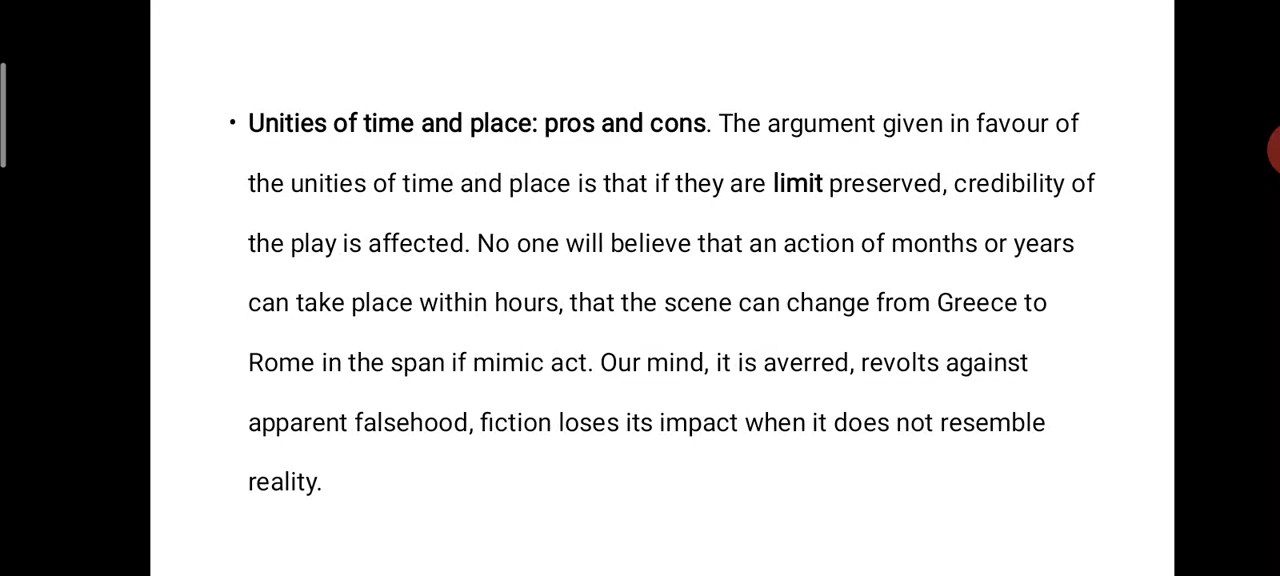 • Unities of time and place: pros and cons. The argument given in favour of
the unities of time and place is that if they are limit preserved, credibility of
the play is affected. No one will believe that an action of months or years
can take place within hours, that the scene can change from Greece to
Rome in the span if mimic act. Our mind, it is averred, revolts against
apparent falsehood, fiction loses its impact when it does not resemble
reality.